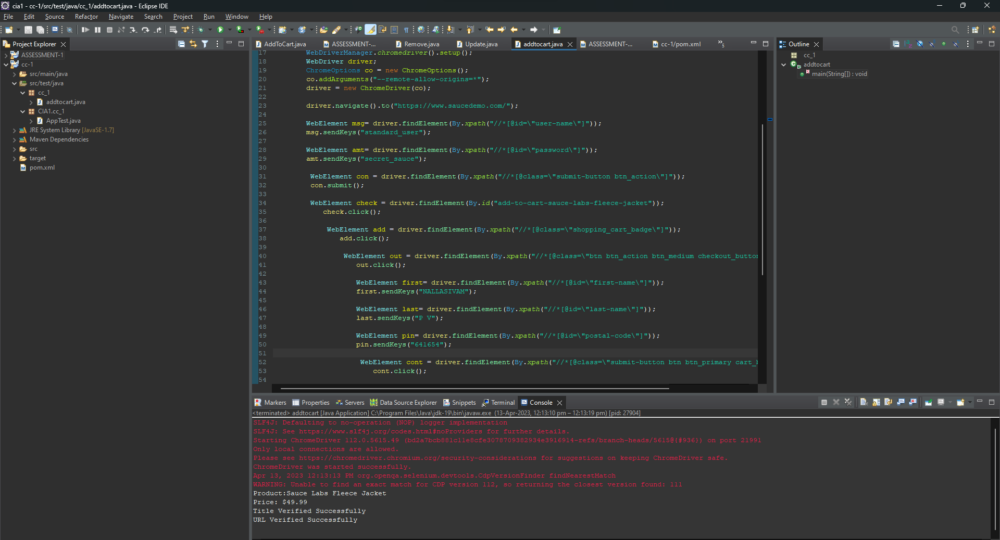 cia1 - cc-1/src/test/java/cc_1/addtocart.java - Eclipse IDE
File Edit Source Refactor Navigate Search Project Run Window Help
Project Explorer
ASSESSMENT-1
cc-1
src/main/java
src/test/java
cc_1
addtocart.java
CIA1.cc_1
AppTest.java
JRE System Library [JavaSE-1.7]
Maven Dependencies
src
target
pom.xml
AddToCart.java ASSESSMENT-... Remove.java Update.java addtocart.java ASSESSMENT-... cc-1/pom.xml »5
17 WebDriverManager.chromedriver().setup();
18 WebDriver driver;
19 ChromeOptions co = new ChromeOptions();
20 co.addArguments("--remote-allow-origins=*");
21 driver = new ChromeDriver(co);
22
23 driver.navigate().to("https://www.saucedemo.com/");
24
25 WebElement msg= driver.findElement(By.xpath("//*[@id=\"user-name\"]"));
26 msg.sendKeys("standard_user");
27
28 WebElement amt= driver.findElement(By.xpath("//*[@id=\"password\"]"));
29 amt.sendKeys("secret_sauce");
30
31 WebElement con = driver.findElement(By.xpath("//*[@class=\"submit-button btn_action\"]"));
32 con.submit();
33
34 WebElement check = driver.findElement(By.id("add-to-cart-sauce-labs-fleece-jacket"));
35 check.click();
36
37 WebElement add = driver.findElement(By.xpath("//*[@class=\"shopping_cart_badge\"]"));
38 add.click();
39
40 WebElement out = driver.findElement(By.xpath("//*[@class=\"btn btn_action btn_medium checkout_button
41 out.click();
42
43 WebElement first= driver.findElement(By.xpath("//*[@id=\"first-name\"]"));
44 first.sendKeys("NALLASIVAM");
45
46 WebElement last= driver.findElement(By.xpath("//*[@id=\"last-name\"]"));
47 last.sendKeys("P V");
48
49 WebElement pin= driver.findElement(By.xpath("//*[@id=\"postal-code\"]"));
50 pin.sendKeys("641654");
51
52 WebElement cont = driver.findElement(By.xpath("//*[@class=\"submit-button btn btn_primary cart_
53 cont.click();
54
Outline
cc_1
addtocart
main(String[]) : void
Markers Properties Servers Data Source Explorer Snippets Terminal Console
<terminated> addtocart [Java Application] C:\Program Files\Java\jdk-19\bin\javaw.exe (13-Apr-2023, 12:13:10 pm – 12:13:19 pm) [pid: 27904]
SLF4J: Defaulting to no-operation (NOP) logger implementation
SLF4J: See https://www.slf4j.org/codes.html#noProviders for further details.
Starting ChromeDriver 112.0.5615.49 (bd2a7bcb881c11e8cfe3078709382934e3916914-refs/branch-heads/5615@{#936}) on port 21991
Only local connections are allowed.
Please see https://chromedriver.chromium.org/security-considerations for suggestions on keeping ChromeDriver safe.
ChromeDriver was started successfully.
Apr 13, 2023 12:13:13 PM org.openqa.selenium.devtools.CdpVersionFinder findNearestMatch
WARNING: Unable to find an exact match for CDP version 112, so returning the closest version found: 111
Product:Sauce Labs Fleece Jacket
Price: $49.99
Title Verified Successfully
URL Verified Successfully